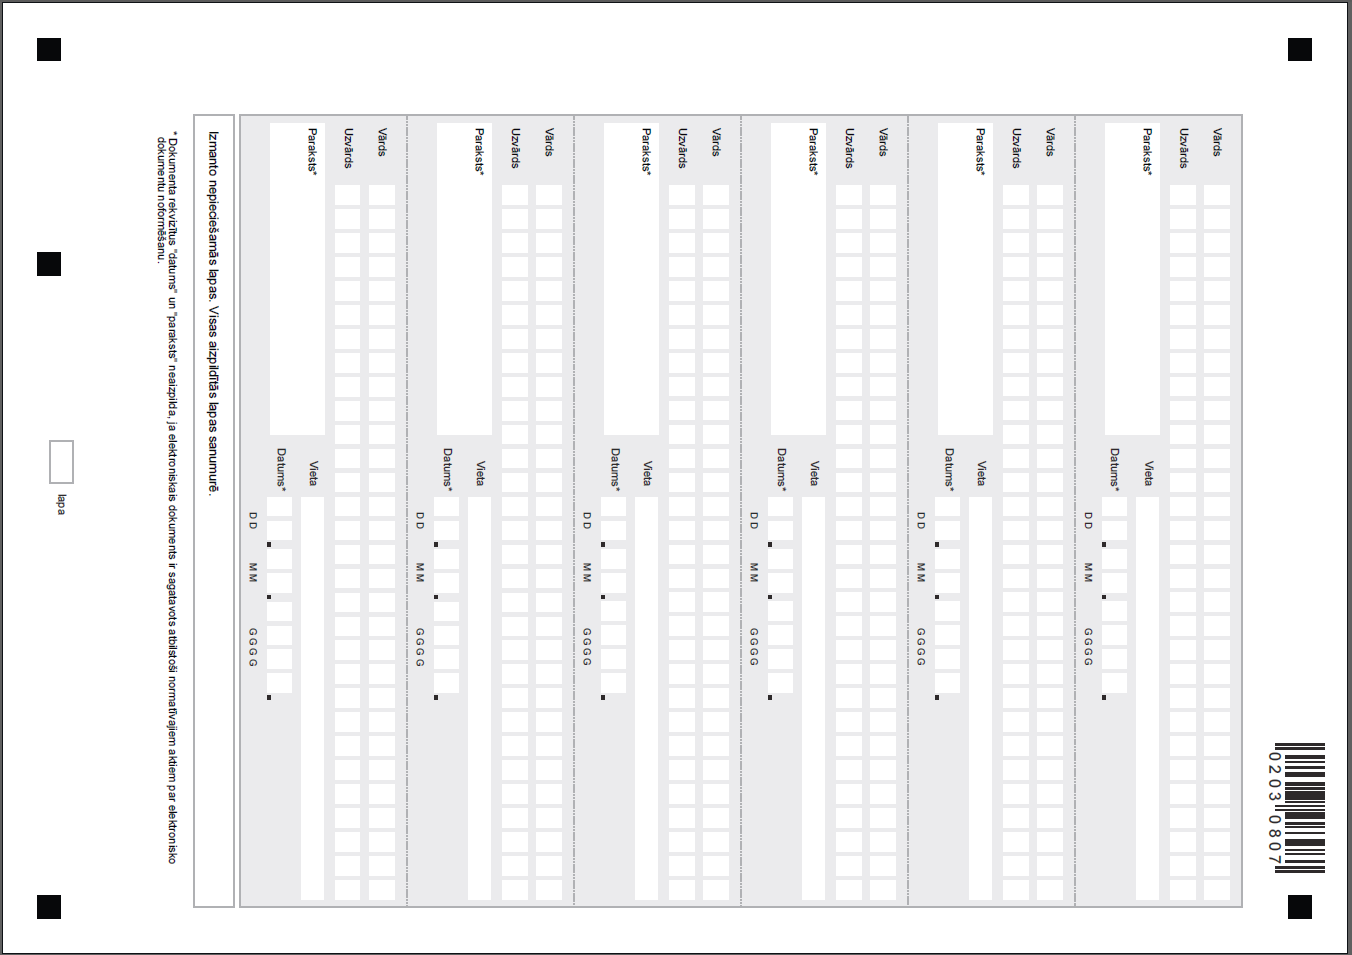 0203 0807
Vārds
Uzvārds
Paraksts* Vieta
Datums*
DD MM GGGG
Vārds
Uzvārds
Paraksts* Vieta
Datums*
DD MM GGGG
Vārds
Uzvārds
Paraksts* Vieta
Datums*
DD MM GGGG
Vārds
Uzvārds
Paraksts* Vieta
Datums*
DD MM GGGG
Vārds
Uzvārds
Paraksts* Vieta
Datums*
DD MM GGGG
Vārds
Uzvārds
Paraksts* Vieta
Datums*
DD MM GGGG
Izmanto nepieciešamās lapas. Visas aizpildītās lapas sanumurē.
* Dokumenta rekvizītus "datums" un "paraksts" neaizpilda, ja elektroniskais dokuments ir sagatavots atbilstoši normatīvajiem aktiem par elektronisko
dokumentu noformēšanu.
lapa